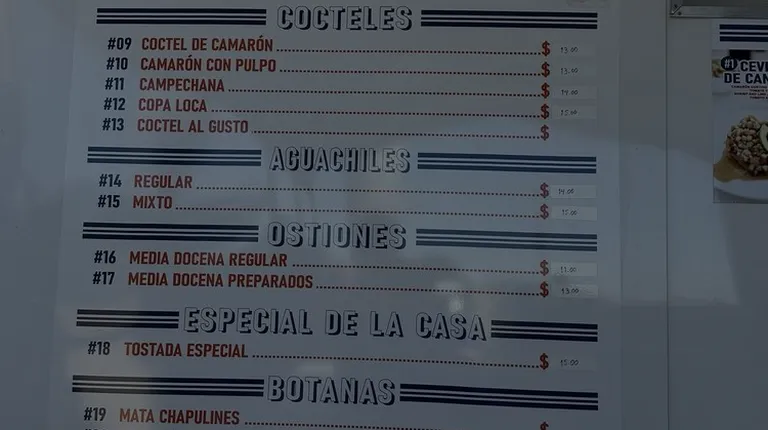 COCTELES
#09 COCTEL DE CAMARÓN $ 13.00
#10 CAMARÓN CON PULPO $ 13.00
#11 CAMPECHANA $ 14.00
#12 COPA LOCA $ 15.00
#13 COCTEL AL GUSTO $
AGUACHILES
#14 REGULAR $ 14.00
#15 MIXTO $ 15.00
OSTIONES
#16 MEDIA DOCENA REGULAR $ 11.00
#17 MEDIA DOCENA PREPARADOS $ 13.00
ESPECIAL DE LA CASA
#18 TOSTADA ESPECIAL $ 15.00
BOTANAS
#19 MATA CHAPULINES $
#1 CEVI
DE CAM